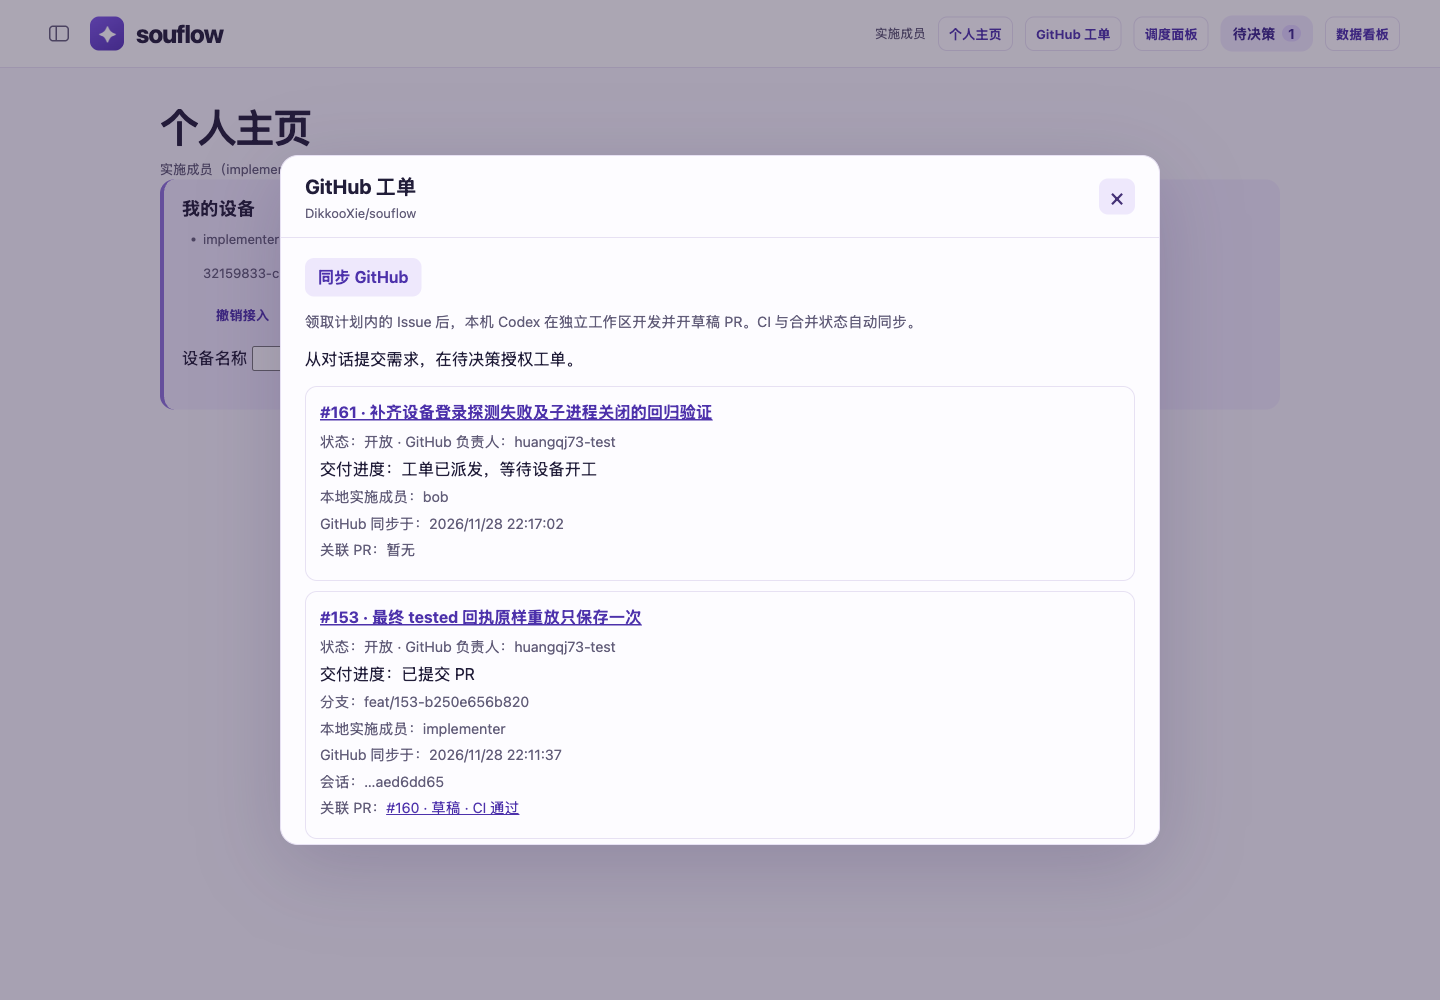 souflow
实施成员
个人主页
GitHub 工单
调度面板
待决策 1
数据看板
个人主页
实施成员（implemen
我的设备
• implementer
32159833-c
撤销接入
设备名称
GitHub 工单
DikkooXie/souflow
×
同步 GitHub
领取计划内的 Issue 后，本机 Codex 在独立工作区开发并开草稿 PR。CI 与合并状态自动同步。
从对话提交需求，在待决策授权工单。
#161 · 补齐设备登录探测失败及子进程关闭的回归验证
状态：开放 · GitHub 负责人：huangqj73-test
交付进度：工单已派发，等待设备开工
本地实施成员：bob
GitHub 同步于：2026/11/28 22:17:02
关联 PR：暂无
#153 · 最终 tested 回执原样重放只保存一次
状态：开放 · GitHub 负责人：huangqj73-test
交付进度：已提交 PR
分支：feat/153-b250e656b820
本地实施成员：implementer
GitHub 同步于：2026/11/28 22:11:37
会话：…aed6dd65
关联 PR：#160 · 草稿 · CI 通过